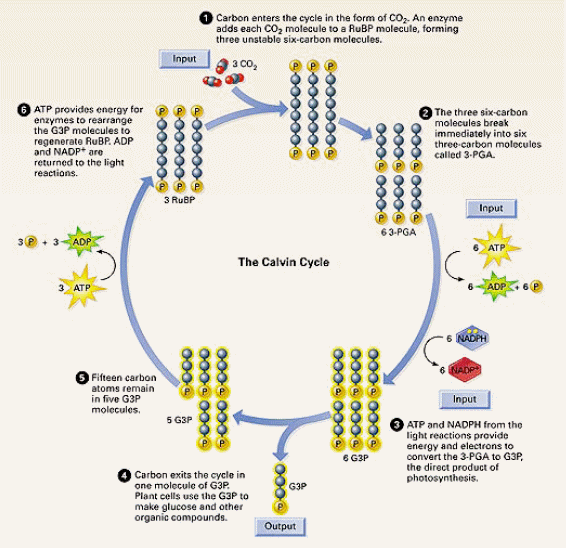 1 Carbon enters the cycle in the form of CO2. An enzyme
adds each CO2 molecule to a RuBP molecule, forming
three unstable six-carbon molecules.
Input
3 CO2
P P P
P P P
2 The three six-carbon
molecules break
immediately into six
three-carbon molecules
called 3-PGA.
P P P
P P P
6 3-PGA
Input
6 ATP
6 ADP + 6 P
6 NADPH
6 NADP+
Input
3 ATP and NADPH from the
light reactions provide
energy and electrons to
convert the 3-PGA to G3P,
the direct product of
photosynthesis.
P P P
P P P
6 G3P
4 Carbon exits the cycle in
one molecule of G3P.
Plant cells use the G3P to
make glucose and other
organic compounds.
G3P
P
Output
5 Fifteen carbon
atoms remain
in five G3P
molecules.
P P P
P P
5 G3P
3 P + 3 ADP
3 ATP
6 ATP provides energy for
enzymes to rearrange
the G3P molecules to
regenerate RuBP. ADP
and NADP+ are
returned to the light
reactions.
P P P
P P P
3 RuBP
The Calvin Cycle